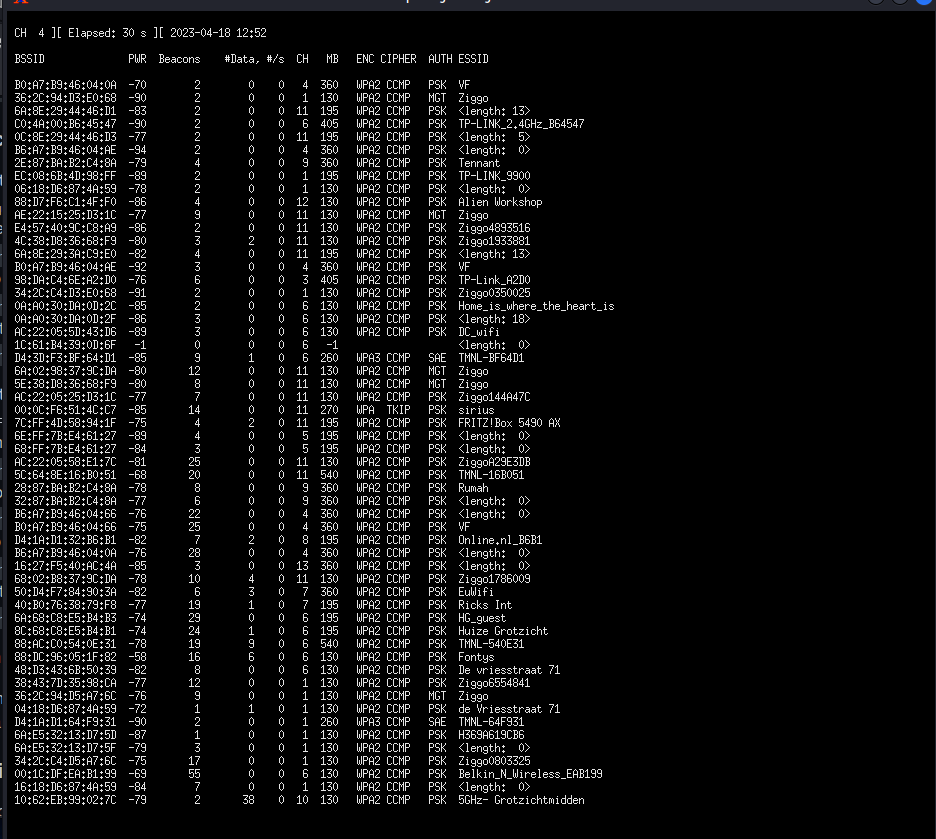 CH 4 ][ Elapsed: 30 s ][ 2023-04-18 12:52
BSSID PWR Beacons #Data, #/s CH MB ENC CIPHER AUTH ESSID
B0:A7:B9:46:04:0A -70 2 0 0 4 360 WPA2 CCMP PSK VF
36:2C:94:D3:E0:68 -90 2 0 0 1 130 WPA2 CCMP MGT Ziggo
6A:8E:29:44:46:D1 -83 2 0 0 11 195 WPA2 CCMP PSK <length: 13>
C0:4A:00:B6:45:47 -90 2 0 0 6 405 WPA2 CCMP PSK TP-LINK_2.4GHz_B64547
0C:8E:29:44:46:D3 -77 2 0 0 11 195 WPA2 CCMP PSK <length: 5>
B6:A7:B9:46:04:AE -94 2 0 0 4 360 WPA2 CCMP PSK <length: 0>
2E:87:BA:B2:C4:8A -79 4 0 0 9 360 WPA2 CCMP PSK Tennant
EC:08:6B:4D:98:FF -89 2 0 0 1 195 WPA2 CCMP PSK TP-LINK_9900
06:18:D6:87:4A:59 -78 2 0 0 1 130 WPA2 CCMP PSK <length: 0>
88:D7:F6:C1:4F:F0 -86 4 0 0 12 130 WPA2 CCMP PSK Alien Workshop
AE:22:15:25:D3:1C -77 9 0 0 11 130 WPA2 CCMP MGT Ziggo
E4:57:40:9C:C8:A9 -86 2 0 0 11 130 WPA2 CCMP PSK Ziggo4893516
4C:38:D8:36:68:F9 -80 3 2 0 11 130 WPA2 CCMP PSK Ziggo1933881
6A:8E:29:3A:C9:E0 -82 4 0 0 11 195 WPA2 CCMP PSK <length: 13>
B0:A7:B9:46:04:AE -92 3 0 0 4 360 WPA2 CCMP PSK VF
98:DA:C4:6E:A2:D0 -76 6 0 0 3 405 WPA2 CCMP PSK TP-Link_A2D0
34:2C:C4:D3:E0:68 -91 2 0 0 1 130 WPA2 CCMP PSK Ziggo0350025
0A:A0:30:DA:0D:2C -85 2 0 0 6 130 WPA2 CCMP PSK Home_is_where_the_heart_is
0A:A0:30:DA:0D:2F -86 3 0 0 6 130 WPA2 CCMP PSK <length: 18>
AC:22:05:5D:43:D6 -89 3 0 0 6 130 WPA2 CCMP PSK DC_wifi
1C:61:B4:39:0D:6F -1 0 0 0 6 -1 <length: 0>
D4:3D:F3:BF:64:D1 -85 9 1 0 6 260 WPA3 CCMP SAE TMNL-BF64D1
6A:02:98:37:9C:DA -80 12 0 0 11 130 WPA2 CCMP MGT Ziggo
5E:38:D8:36:68:F9 -80 8 0 0 11 130 WPA2 CCMP MGT Ziggo
AC:22:05:25:D3:1C -77 7 0 0 11 130 WPA2 CCMP PSK Ziggo144A47C
00:0C:F6:51:4C:C7 -85 14 0 0 11 270 WPA TKIP PSK sirius
7C:FF:4D:58:94:1F -75 4 2 0 11 195 WPA2 CCMP PSK FRITZ!Box 5490 AX
6E:FF:7B:E4:61:27 -89 4 0 0 5 195 WPA2 CCMP PSK <length: 0>
68:FF:7B:E4:61:27 -84 3 0 0 5 195 WPA2 CCMP PSK <length: 0>
AC:22:05:58:E1:7C -81 25 0 0 11 130 WPA2 CCMP PSK ZiggoA29E3DB
5C:64:8E:16:B0:51 -68 20 0 0 11 540 WPA2 CCMP PSK TMNL-16B051
28:87:BA:B2:C4:8A -78 8 0 0 9 360 WPA2 CCMP PSK Rumah
32:87:BA:B2:C4:8A -77 6 0 0 9 360 WPA2 CCMP PSK <length: 0>
B6:A7:B9:46:04:66 -76 22 0 0 4 360 WPA2 CCMP PSK <length: 0>
B0:A7:B9:46:04:66 -75 25 0 0 4 360 WPA2 CCMP PSK VF
D4:1A:D1:32:B6:B1 -82 7 2 0 8 195 WPA2 CCMP PSK Online.nl_B6B1
B6:A7:B9:46:04:0A -76 28 0 0 4 360 WPA2 CCMP PSK <length: 0>
16:27:F5:40:AC:4A -85 3 0 0 13 360 WPA2 CCMP PSK <length: 0>
68:02:B8:37:9C:DA -78 10 4 0 11 130 WPA2 CCMP PSK Ziggo1786009
50:D4:F7:84:90:3A -82 6 3 0 7 360 WPA2 CCMP PSK EuWifi
40:B0:76:38:79:F8 -77 19 1 0 7 195 WPA2 CCMP PSK Ricks Int
6A:68:C8:E5:B4:B3 -74 29 0 0 6 195 WPA2 CCMP PSK HG_guest
8C:68:C8:E5:B4:B1 -74 24 1 0 6 195 WPA2 CCMP PSK Huize Grotzicht
88:AC:C0:54:0E:31 -78 19 9 0 6 540 WPA2 CCMP PSK TMNL-540E31
88:DC:96:05:1F:82 -58 16 6 0 6 130 WPA2 CCMP PSK Fontys
48:D3:43:6B:50:39 -82 8 0 0 6 130 WPA2 CCMP PSK De vriesstraat 71
38:43:7D:35:98:CA -77 12 0 0 1 130 WPA2 CCMP PSK Ziggo6554841
36:2C:94:D5:A7:6C -76 9 0 0 1 130 WPA2 CCMP MGT Ziggo
04:18:D6:87:4A:59 -72 1 1 0 1 130 WPA2 CCMP PSK de Vriesstraat 71
D4:1A:D1:64:F9:31 -90 2 0 0 1 260 WPA3 CCMP SAE TMNL-64F931
6A:E5:32:13:D7:5D -87 1 0 0 1 130 WPA2 CCMP PSK H369A619CB6
6A:E5:32:13:D7:5F -79 3 0 0 1 130 WPA2 CCMP PSK <length: 0>
34:2C:C4:D5:A7:6C -75 17 0 0 1 130 WPA2 CCMP PSK Ziggo0803325
00:1C:DF:EA:B1:99 -69 55 0 0 6 130 WPA2 CCMP PSK Belkin_N_Wireless_EAB199
16:18:D6:87:4A:59 -84 7 0 0 1 130 WPA2 CCMP PSK <length: 0>
10:62:EB:99:02:7C -79 2 38 0 10 130 WPA2 CCMP PSK 5GHz- Grotzichtmidden